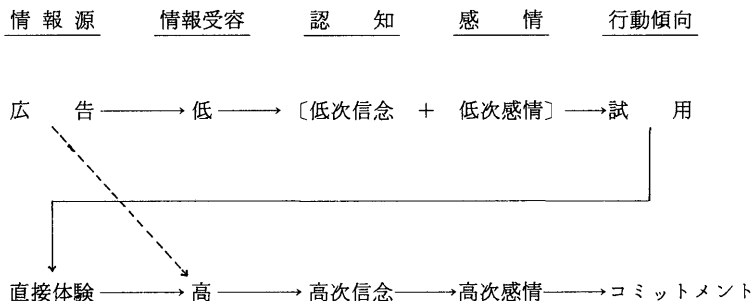 情報源 情報受容 認知 感情 行動傾向
広告 低 〔低次信念 + 低次感情〕 試用
直接体験 高 高次信念 高次感情 コミットメント